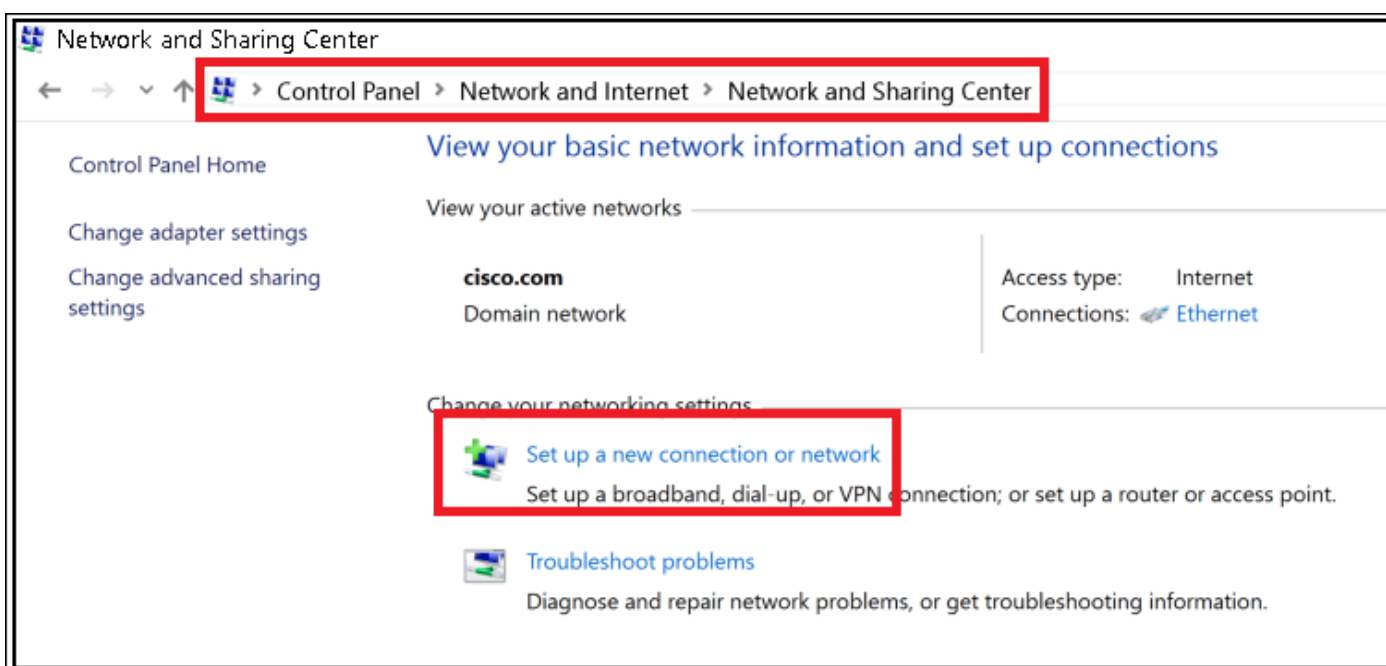 Network and Sharing Center
Control Panel > Network and Internet > Network and Sharing Center
Control Panel Home
Change adapter settings
Change advanced sharing
settings
View your basic network information and set up connections
View your active networks
cisco.com
Domain network
Access type: Internet
Connections: Ethernet
Change your networking settings
Set up a new connection or network
Set up a broadband, dial-up, or VPN connection; or set up a router or access point.
Troubleshoot problems
Diagnose and repair network problems, or get troubleshooting information.